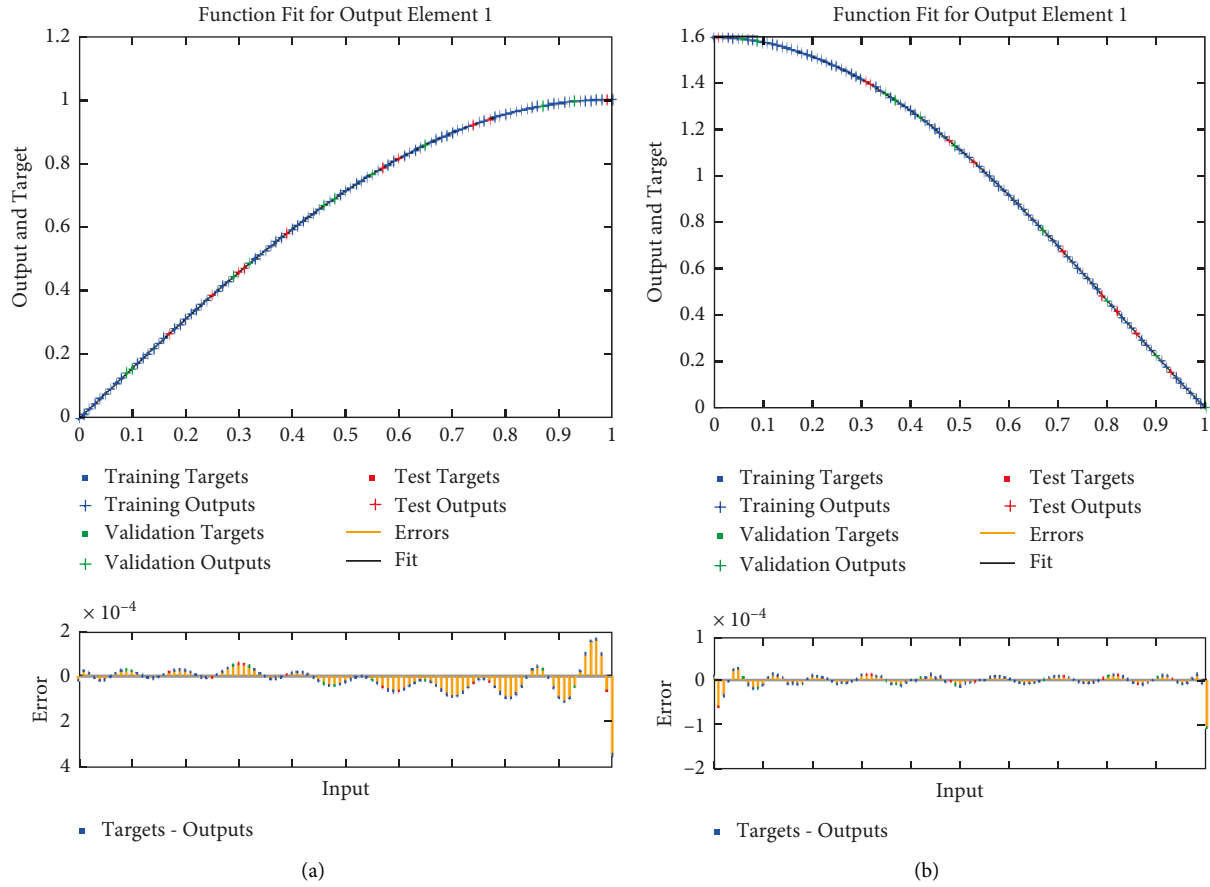 Function Fit for Output Element 1
1.2
1
0.8
0.6
0.4
0.2
0
Output and Target
0 0.1 0.2 0.3 0.4 0.5 0.6 0.7 0.8 0.9 1
Training Targets
Training Outputs
Validation Targets
Validation Outputs
Test Targets
Test Outputs
Errors
Fit
× 10⁻⁴
2
0
2
4
Error
Input
Targets - Outputs
(a)
Function Fit for Output Element 1
1.6
1.4
1.2
1
0.8
1.6
0.4
0.2
0
Output and Target
0 0.1 0.2 0.3 0.4 0.5 0.6 0.7 0.8 0.9 1
Training Targets
Training Outputs
Validation Targets
Validation Outputs
Test Targets
Test Outputs
Errors
Fit
× 10⁻⁴
1
0
−1
−2
Error
Input
Targets - Outputs
(b)